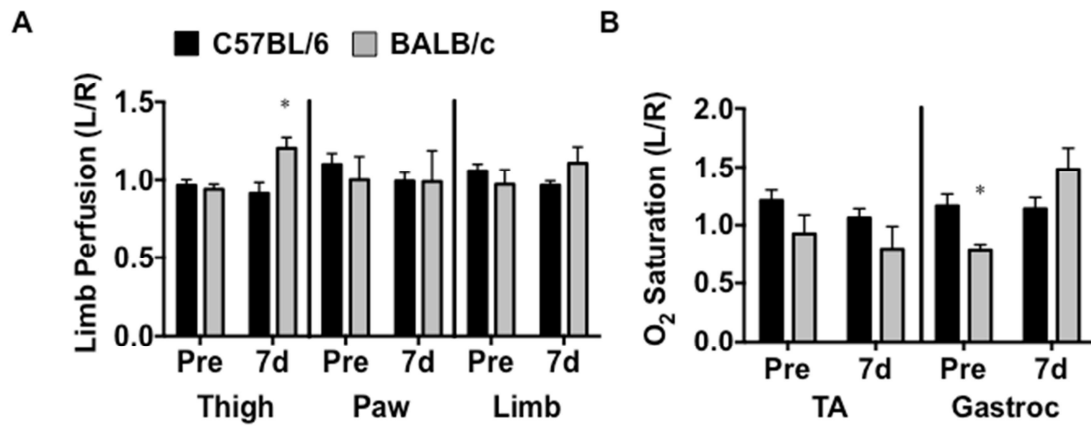 A
C57BL/6 BALB/c
Limb Perfusion (L/R)
1.5
1.0
0.5
0.0
*
Pre 7d Pre 7d Pre 7d
Thigh Paw Limb
B
O₂ Saturation (L/R)
2.0
1.5
1.0
0.5
0.0
*
Pre 7d Pre 7d
TA Gastroc